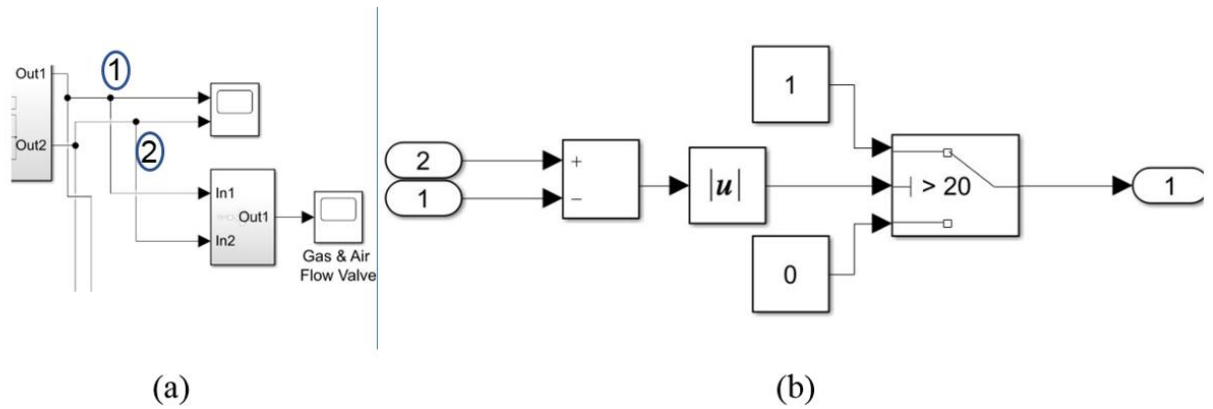 Out1
1
Out2
2
In1
Out1
In2
Gas & Air
Flow Valve
(a)
1
2
+
1
−
|u|
> 20
1
0
(b)